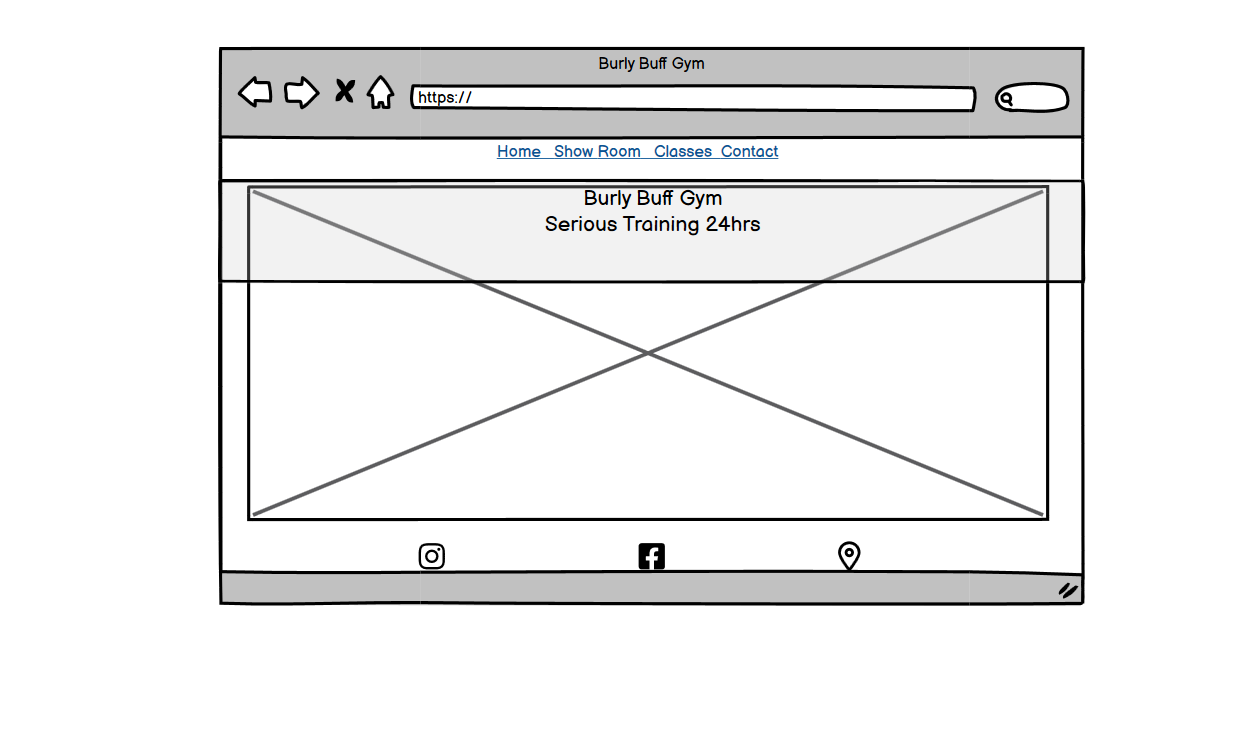 Burly Buff Gym
https://
Home Show Room Classes Contact
Burly Buff Gym
Serious Training 24hrs